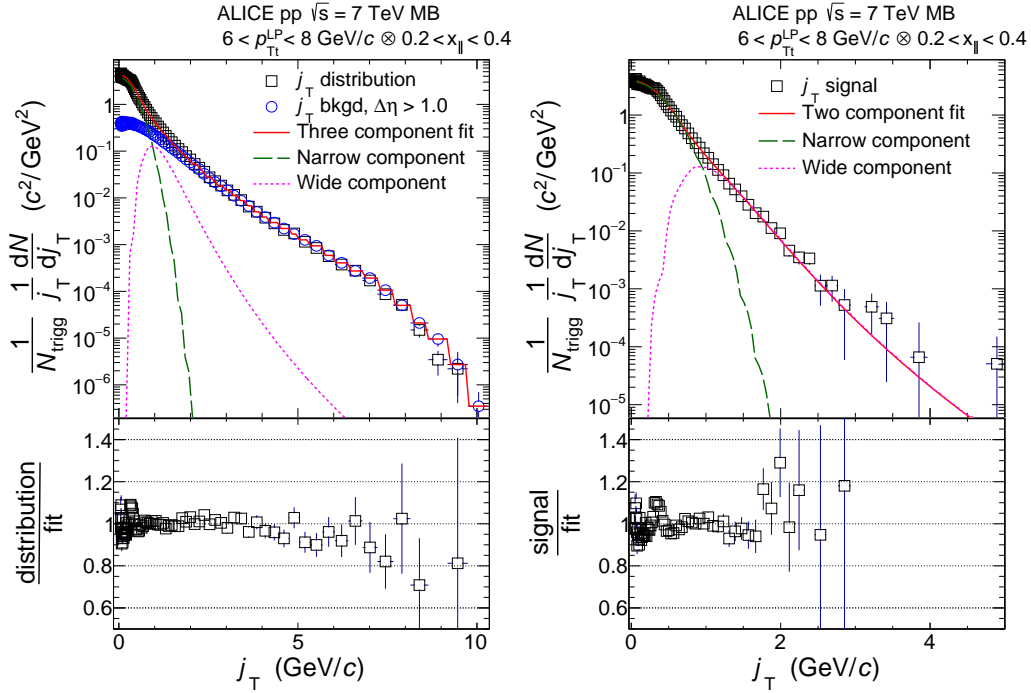 ALICE pp √s = 7 TeV MB
6 < p_Tt^LP < 8 GeV/c ⊗ 0.2 < x_∥ < 0.4
j_T distribution
j_T bkgd, Δη > 1.0
Three component fit
Narrow component
Wide component
1/N_trigg 1/j_T dN/dj_T (c²/GeV²)
1
10⁻¹
10⁻²
10⁻³
10⁻⁴
10⁻⁵
10⁻⁶
distribution
fit
1.4
1.2
1
0.8
0.6
0 5 10
j_T (GeV/c)
ALICE pp √s = 7 TeV MB
6 < p_Tt^LP < 8 GeV/c ⊗ 0.2 < x_∥ < 0.4
j_T signal
Two component fit
Narrow component
Wide component
1/N_trigg 1/j_T dN/dj_T (c²/GeV²)
1
10⁻¹
10⁻²
10⁻³
10⁻⁴
10⁻⁵
signal
fit
1.4
1.2
1
0.8
0.6
0 2 4
j_T (GeV/c)